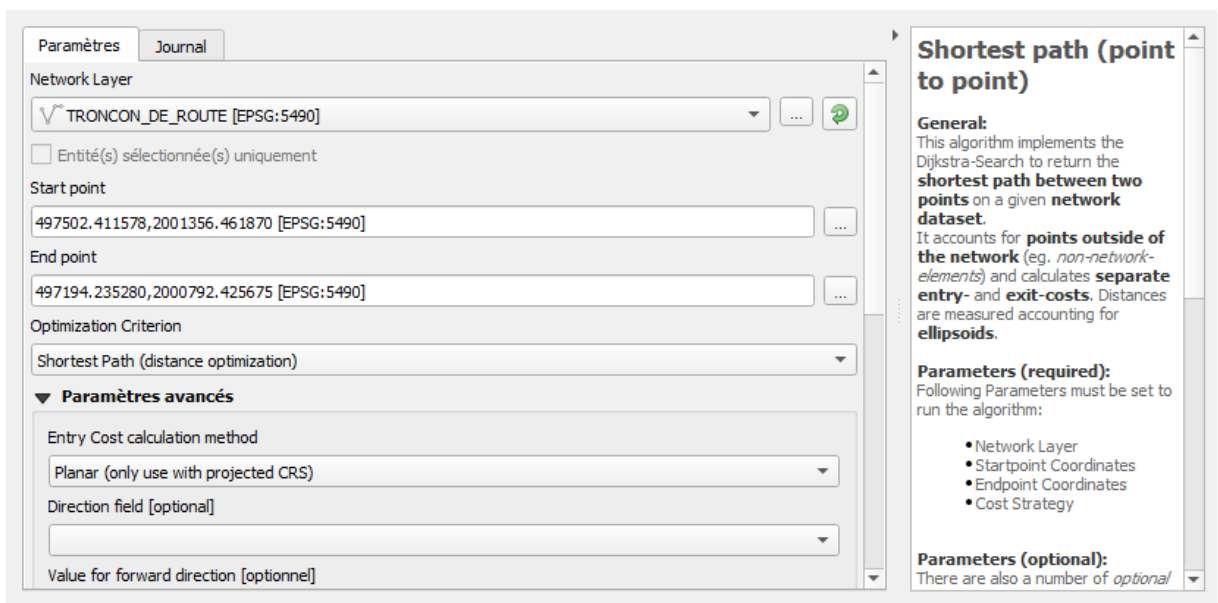 Paramètres
Journal
Network Layer
TRONCON_DE_ROUTE [EPSG:5490]
...
Entité(s) sélectionnée(s) uniquement
Start point
497502.411578,2001356.461870 [EPSG:5490]
...
End point
497194.235280,2000792.425675 [EPSG:5490]
...
Optimization Criterion
Shortest Path (distance optimization)
Paramètres avancés
Entry Cost calculation method
Planar (only use with projected CRS)
Direction field [optional]
Value for forward direction [optionnel]
Shortest path (point
to point)
General:
This algorithm implements the
Dijkstra-Search to return the
shortest path between two
points on a given network
dataset.
It accounts for points outside of
the network (eg. non-network-
elements) and calculates separate
entry- and exit-costs. Distances
are measured accounting for
ellipsoids.
Parameters (required):
Following Parameters must be set to
run the algorithm:
•Network Layer
•Startpoint Coordinates
•Endpoint Coordinates
•Cost Strategy
Parameters (optional):
There are also a number of optional